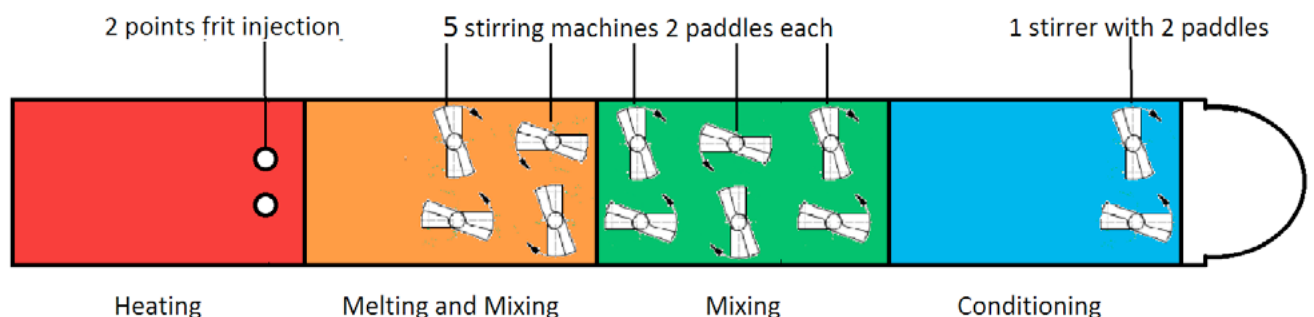 2 points frit injection
5 stirring machines 2 paddles each
1 stirrer with 2 paddles
Heating
Melting and Mixing
Mixing
Conditioning